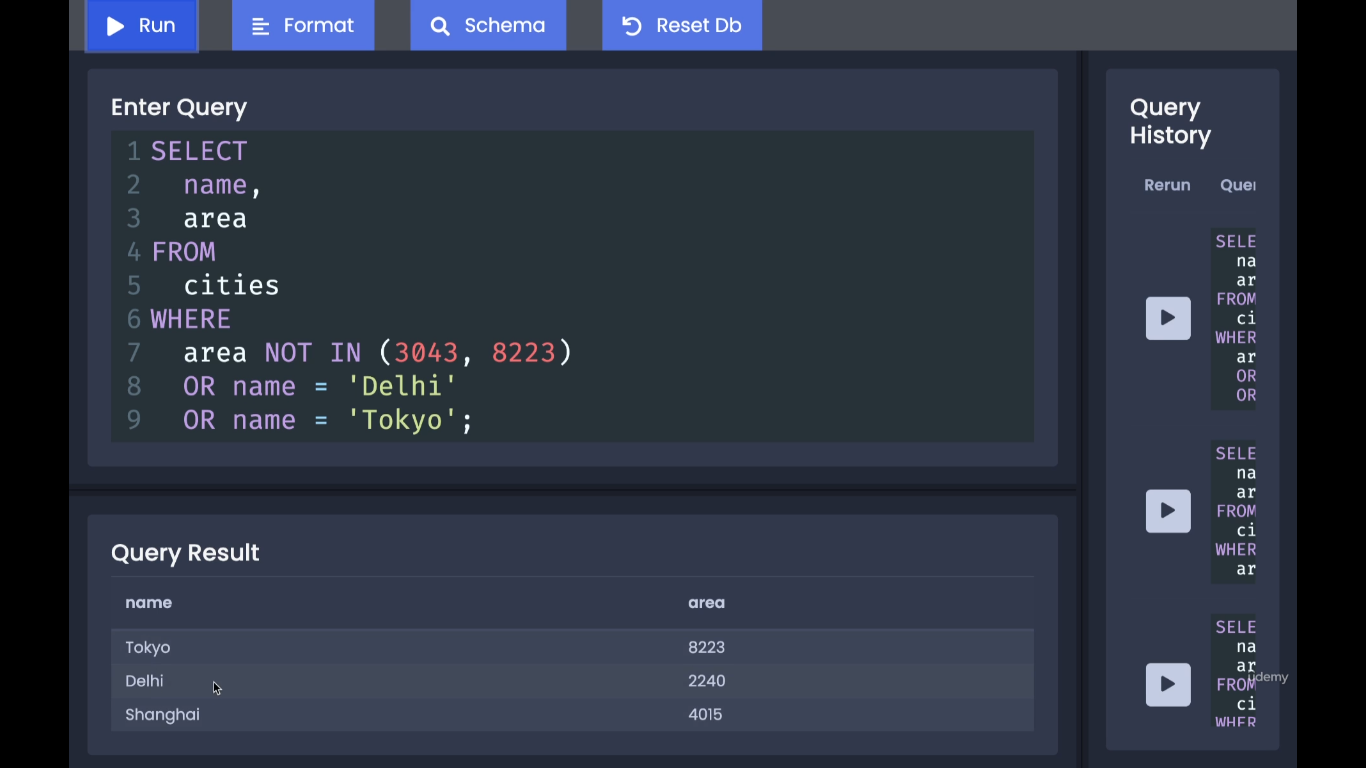 Run
Format
Schema
Reset Db
Enter Query
1 SELECT
2 name,
3 area
4 FROM
5 cities
6 WHERE
7 area NOT IN (3043, 8223)
8 OR name = 'Delhi'
9 OR name = 'Tokyo';
Query Result
name area
Tokyo 8223
Delhi 2240
Shanghai 4015
Query
History
Rerun Quer
SELE
na
ar
FROM
ci
WHER
ar
OR
OR
SELE
na
ar
FROM
ci
WHER
ar
SELE
na
ar
FROM
ci
WHER
udemy